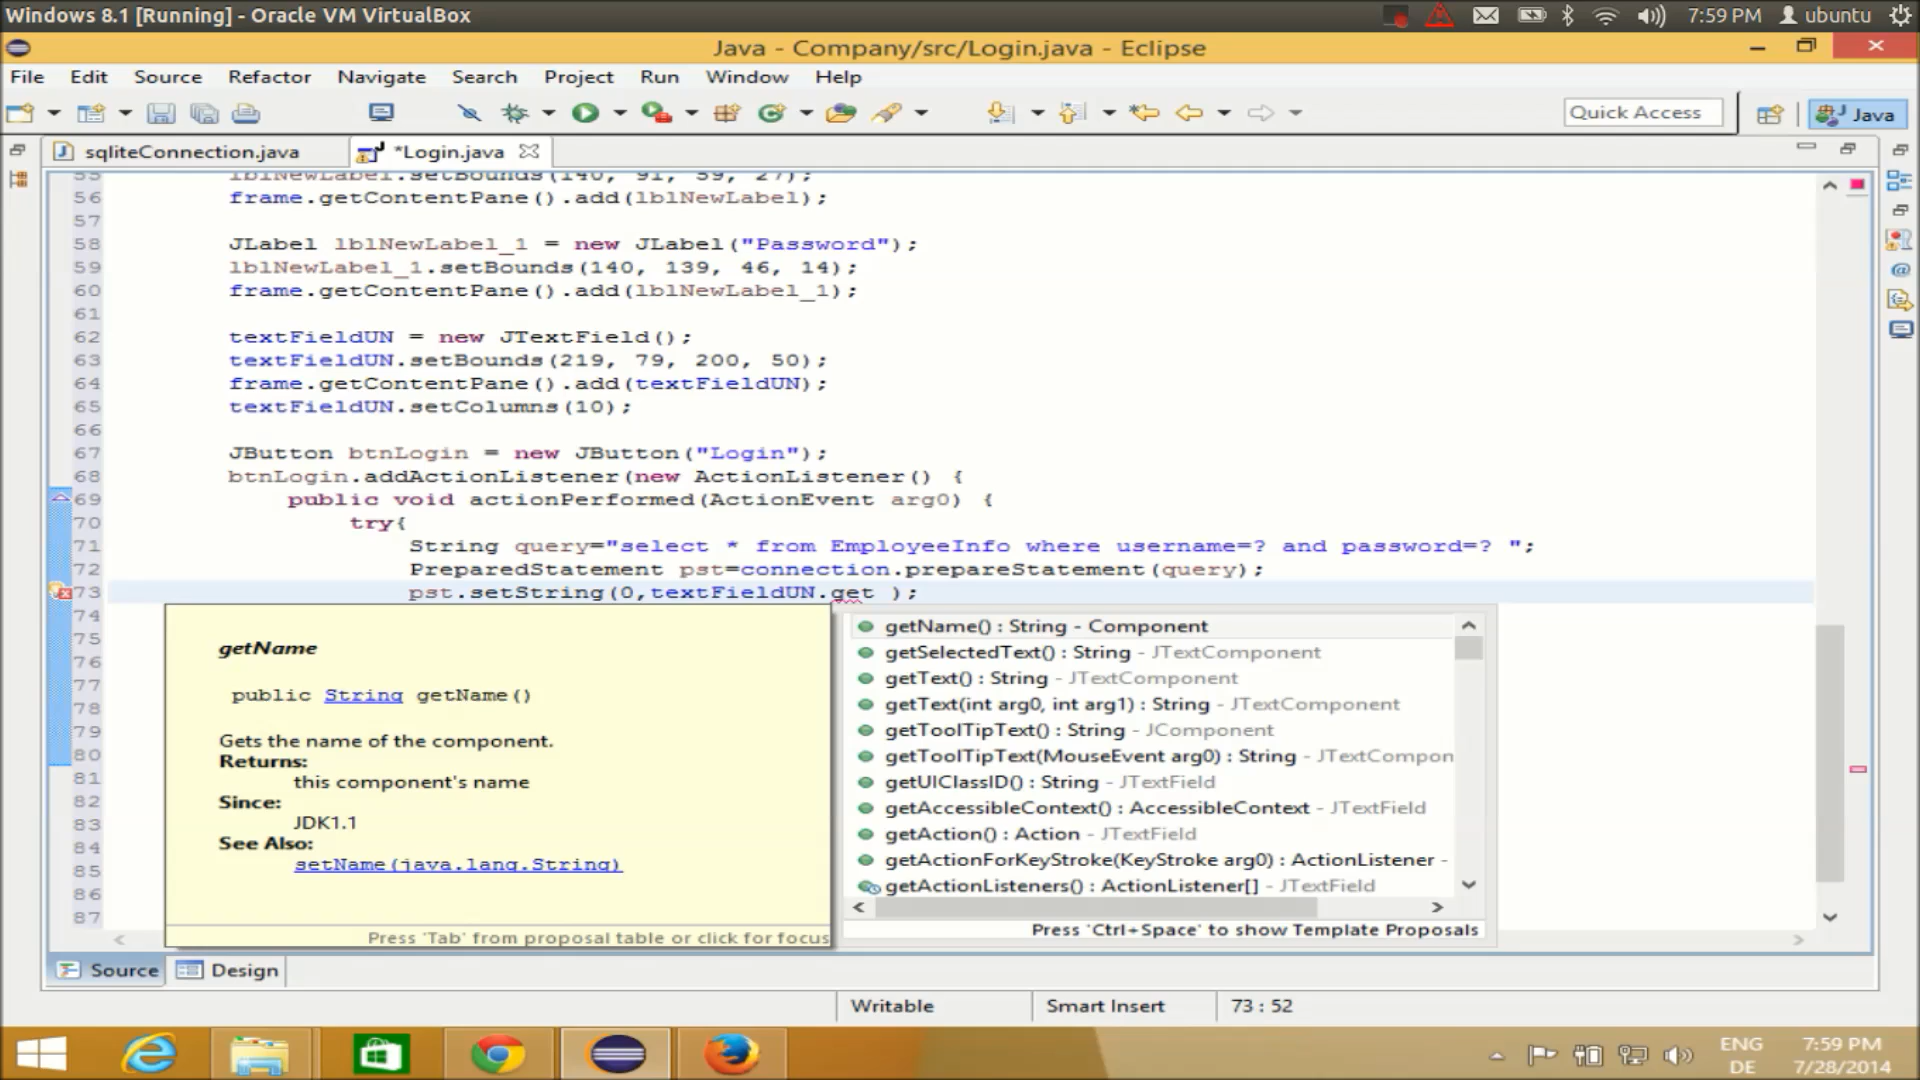 Windows 8.1 [Running] - Oracle VM VirtualBox
7:59 PM ubuntu
Java - Company/src/Login.java - Eclipse
File Edit Source Refactor Navigate Search Project Run Window Help
Quick Access
Java
sqliteConnection.java
*Login.java
55 lblNewLabel.setBounds(140, 91, 59, 27);
56 frame.getContentPane().add(lblNewLabel);
57
58 JLabel lblNewLabel_1 = new JLabel("Password");
59 lblNewLabel_1.setBounds(140, 139, 46, 14);
60 frame.getContentPane().add(lblNewLabel_1);
61
62 textFieldUN = new JTextField();
63 textFieldUN.setBounds(219, 79, 200, 50);
64 frame.getContentPane().add(textFieldUN);
65 textFieldUN.setColumns(10);
66
67 JButton btnLogin = new JButton("Login");
68 btnLogin.addActionListener(new ActionListener() {
69 public void actionPerformed(ActionEvent arg0) {
70 try{
71 String query="select * from EmployeeInfo where username=? and password=? ";
72 PreparedStatement pst=connection.prepareStatement(query);
73 pst.setString(0,textFieldUN.get );
74
75
76
77
78
79
80
81
82
83
84
85
86
87
getName
public String getName()
Gets the name of the component.
Returns:
this component's name
Since:
JDK1.1
See Also:
setName(java.lang.String)
Press 'Tab' from proposal table or click for focus
getName() : String - Component
getSelectedText() : String - JTextComponent
getText() : String - JTextComponent
getText(int arg0, int arg1) : String - JTextComponent
getToolTipText() : String - JComponent
getToolTipText(MouseEvent arg0) : String - JTextCompon
getUIClassID() : String - JTextField
getAccessibleContext() : AccessibleContext - JTextField
getAction() : Action - JTextField
getActionForKeyStroke(KeyStroke arg0) : ActionListener -
getActionListeners() : ActionListener[] - JTextField
Press 'Ctrl+Space' to show Template Proposals
Source
Design
Writable
Smart Insert
73 : 52
ENG
DE
7:59 PM
7/28/2014